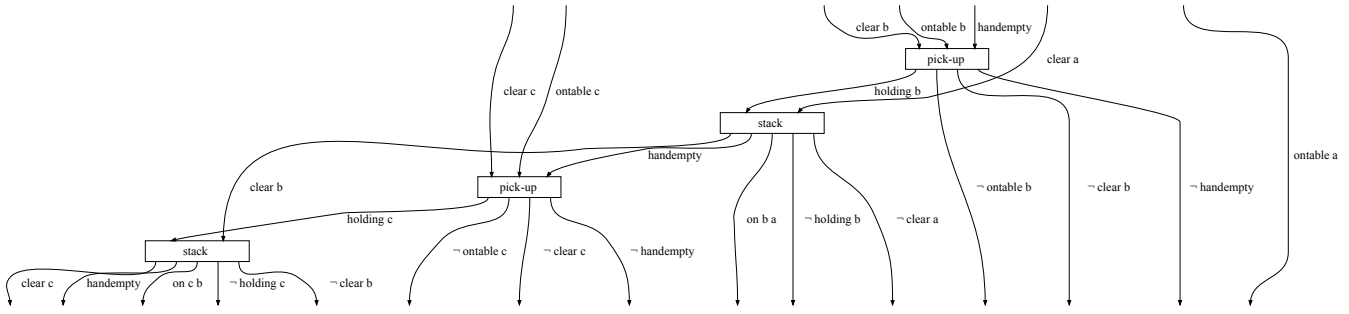 clear b
ontable b
handempty
pick-up
clear a
clear c
ontable c
holding b
stack
handempty
ontable a
clear b
pick-up
¬ ontable b
¬ clear b
¬ handempty
holding c
on b a
¬ holding b
¬ clear a
stack
¬ ontable c
¬ clear c
¬ handempty
clear c
handempty
on c b
¬ holding c
¬ clear b